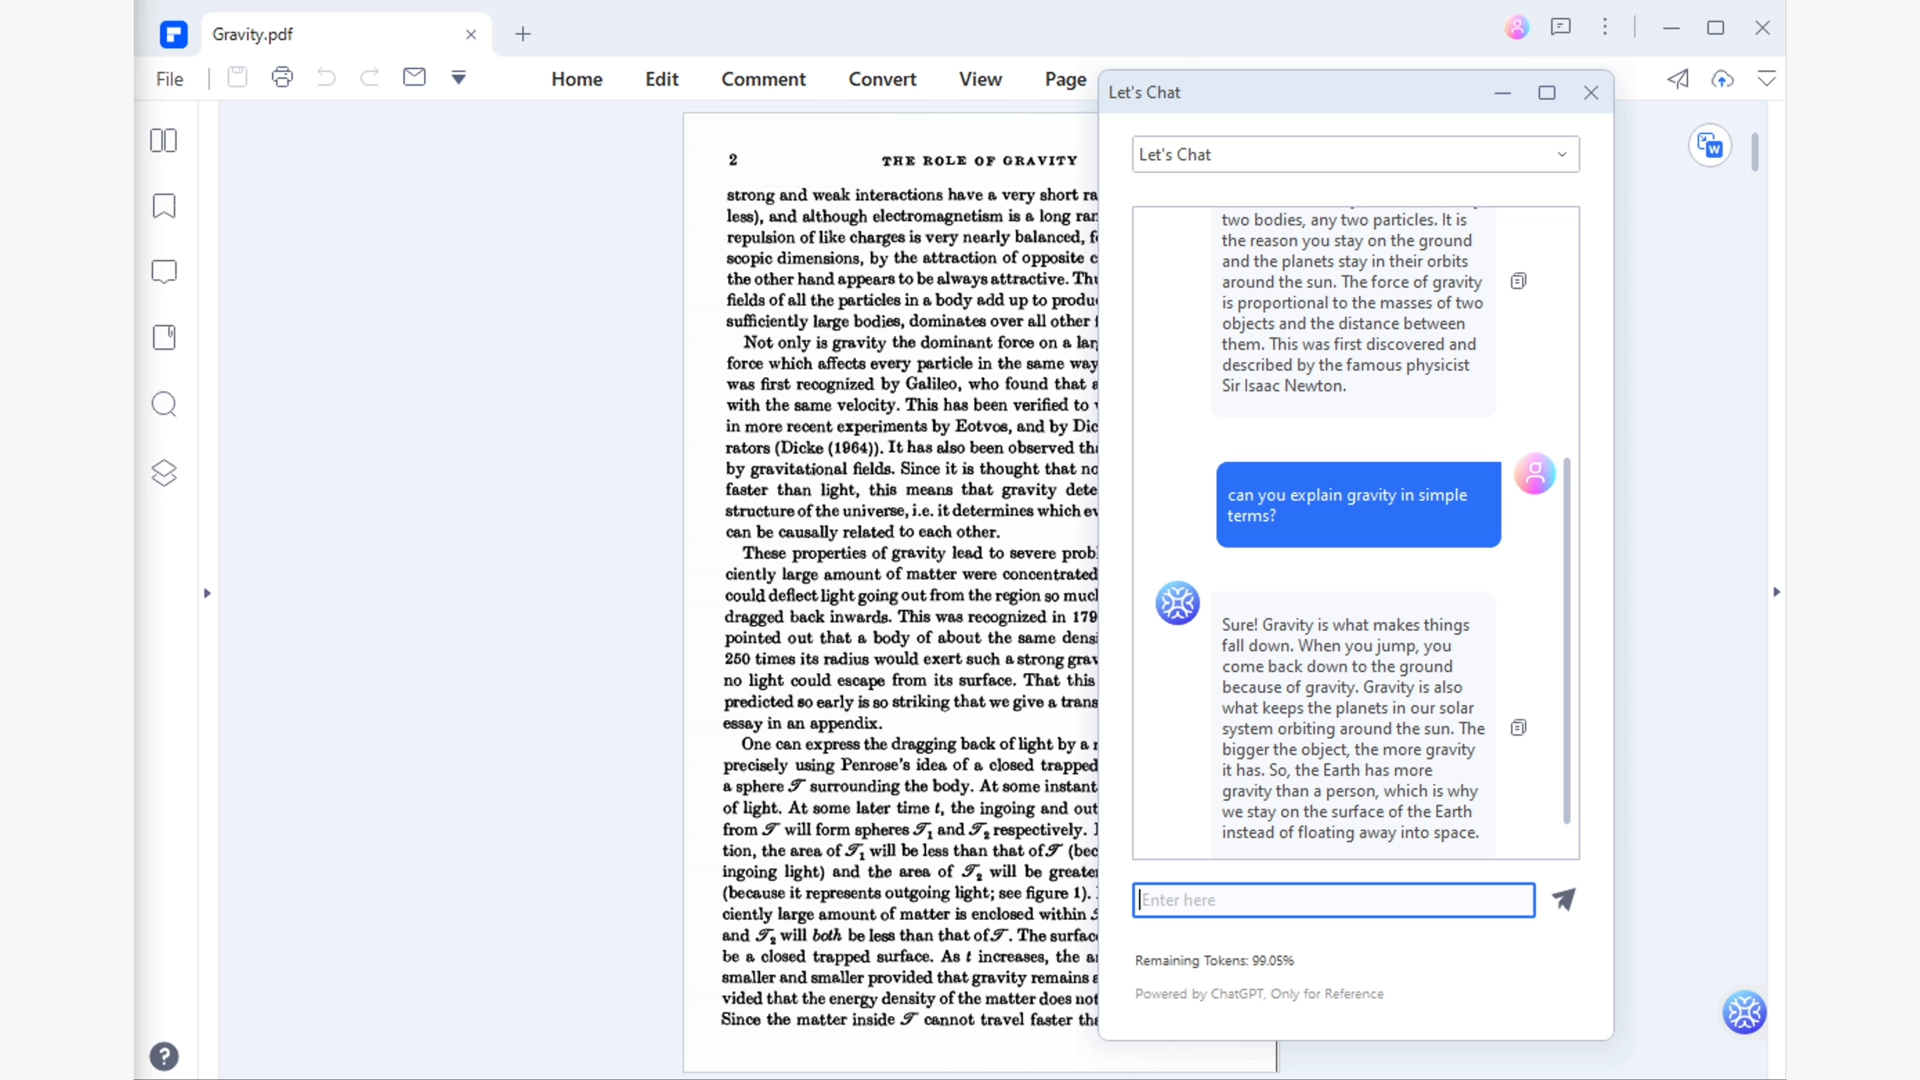 Gravity.pdf
File
Home
Edit
Comment
Convert
View
Page
2
THE ROLE OF GRAVITY
strong and weak interactions have a very short
less), and although electromagnetism is a long
repulsion of like charges is very nearly balanced,
scopic dimensions, by the attraction of opposite
the other hand appears to be always attractive.
fields of all the particles in a body add up to
sufficiently large bodies, dominates over all other
Not only is gravity the dominant force on a
force which affects every particle in the same way
was first recognized by Galileo, who found that
with the same velocity. This has been verified to
in more recent experiments by Eotvos, and by
rators (Dicke (1964)). It has also been observed
by gravitational fields. Since it is thought that
faster than light, this means that gravity
structure of the universe, i.e. it determines which
can be causally related to each other.
These properties of gravity lead to severe
ciently large amount of matter were concentrated
could deflect light going out from the region so
dragged back inwards. This was recognized in
pointed out that a body of about the same
250 times its radius would exert such a strong
no light could escape from its surface. That this
predicted so early is so striking that we give a
essay in an appendix.
One can express the dragging back of light by a
precisely using Penrose's idea of a closed trapped
a sphere 𝒯 surrounding the body. At some instant
of light. At some later time t, the ingoing and
from 𝒯 will form spheres 𝒯₁ and 𝒯₂ respectively.
tion, the area of 𝒯₁ will be less than that of 𝒯
ingoing light) and the area of 𝒯₂ will be
(because it represents outgoing light; see figure 1).
ciently large amount of matter is enclosed within
and 𝒯₂ will both be less than that of 𝒯. The
be a closed trapped surface. As t increases, the
smaller and smaller provided that gravity remains
vided that the energy density of the matter does
Since the matter inside 𝒯 cannot travel faster
Let's Chat
Let's Chat
two bodies, any two particles. It is
the reason you stay on the ground
and the planets stay in their orbits
around the sun. The force of gravity
is proportional to the masses of two
objects and the distance between
them. This was first discovered and
described by the famous physicist
Sir Isaac Newton.
can you explain gravity in simple
terms?
Sure! Gravity is what makes things
fall down. When you jump, you
come back down to the ground
because of gravity. Gravity is also
what keeps the planets in our solar
system orbiting around the sun. The
bigger the object, the more gravity
it has. So, the Earth has more
gravity than a person, which is why
we stay on the surface of the Earth
instead of floating away into space.
Enter here
Remaining Tokens: 99.05%
Powered by ChatGPT, Only for Reference
W
?